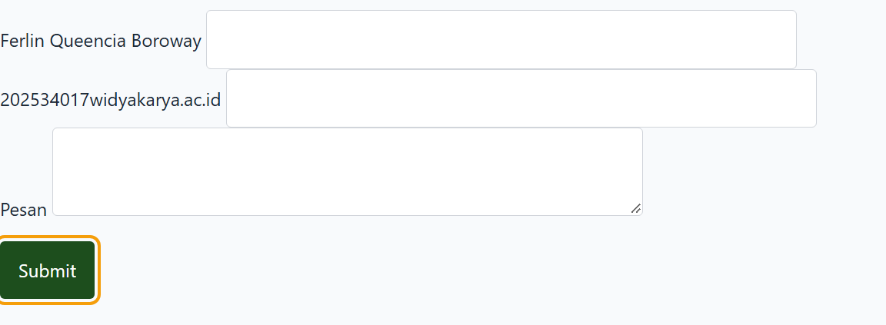 Ferlin Queencia Boroway
202534017widyakarya.ac.id
Pesan
Submit